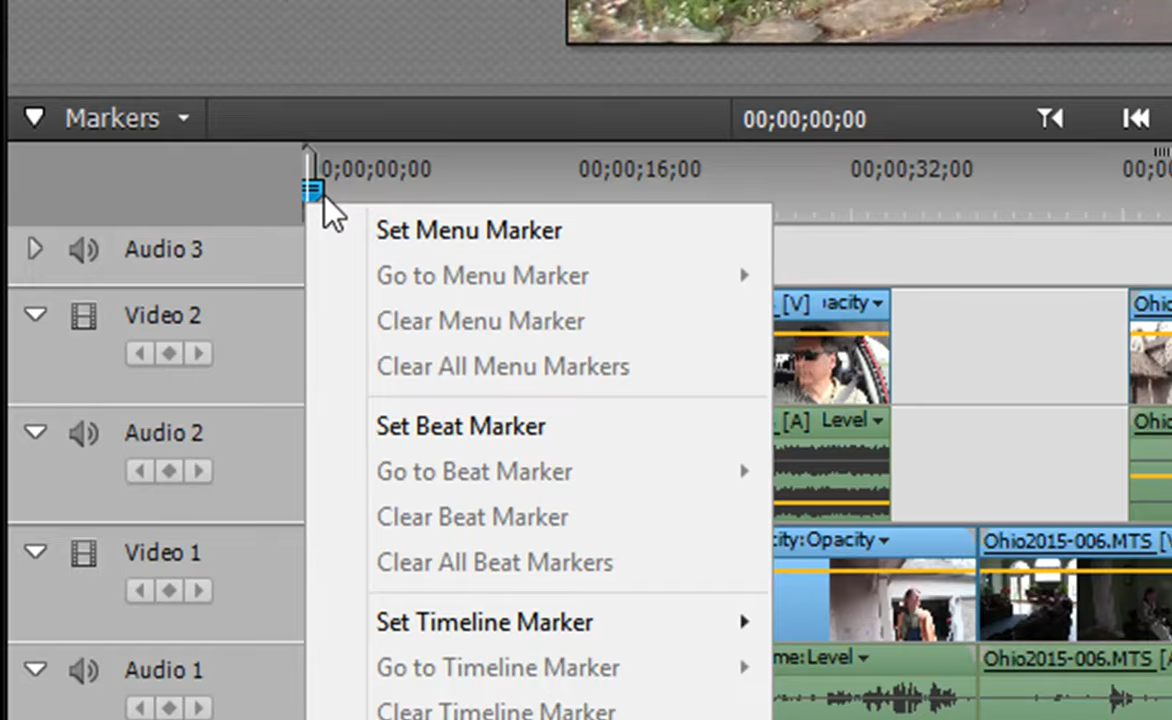 Markers
00;00;00;00
0;00;00;00
00;00;16;00
00;00;32;00
Set Menu Marker
Audio 3
Go to Menu Marker
Video 2
[V]
Clear Menu Marker
Clear All Menu Markers
Set Beat Marker
Audio 2
[A] Level
Go to Beat Marker
Clear Beat Marker
Video 1
:Opacity
Ohio2015-006.MTS
Clear All Beat Markers
Set Timeline Marker
Audio 1
:Level
Ohio2015-006.MTS
Go to Timeline Marker
Clear Timeline Marker